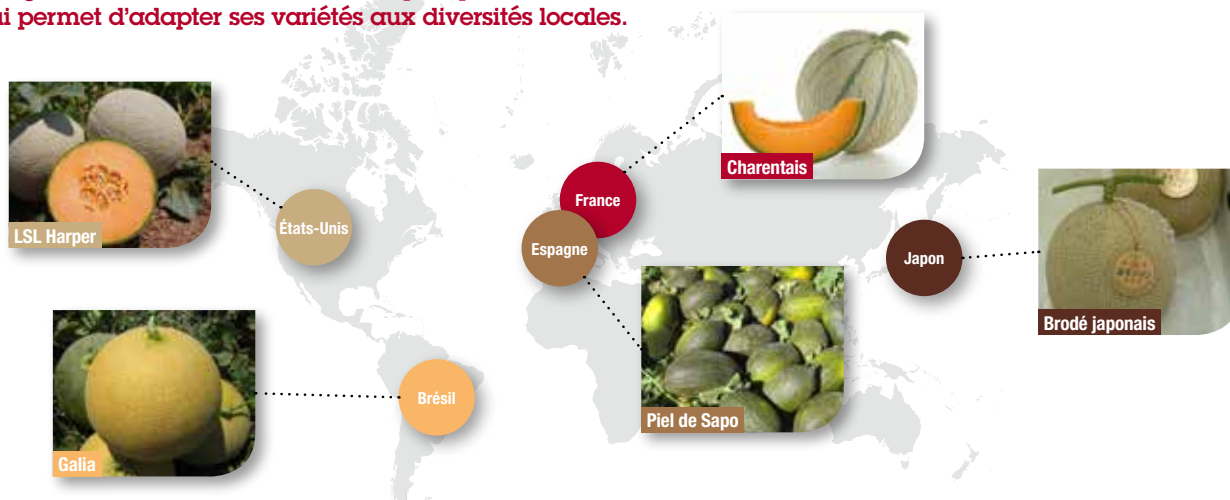 permet d'adapter ses variétés aux diversités locales.
Charentais
France
LSL Harper
États-Unis
Espagne
Japon
Brodé japonais
Brésil
Piel de Sapo
Galia